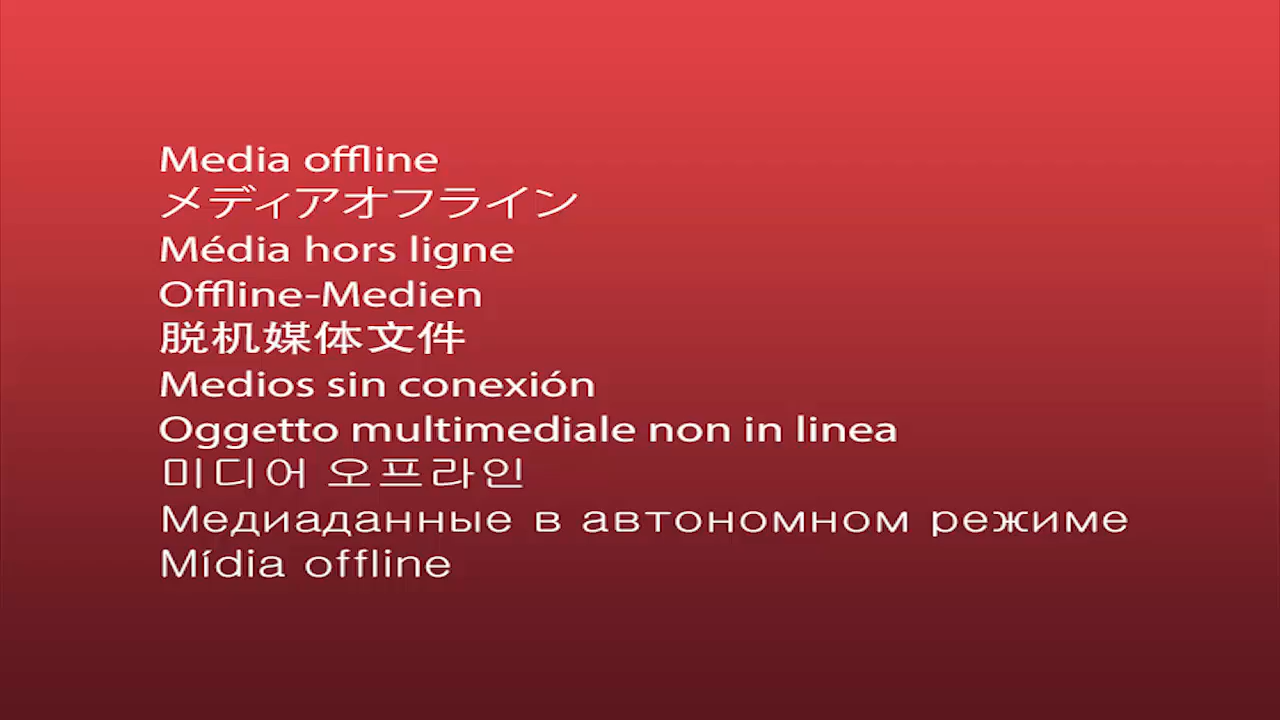 Media offline
メディアオフライン
Média hors ligne
Offline-Medien
脱机媒体文件
Medios sin conexión
Oggetto multimediale non in linea
미디어 오프라인
Медиаданные в автономном режиме
Mídia offline